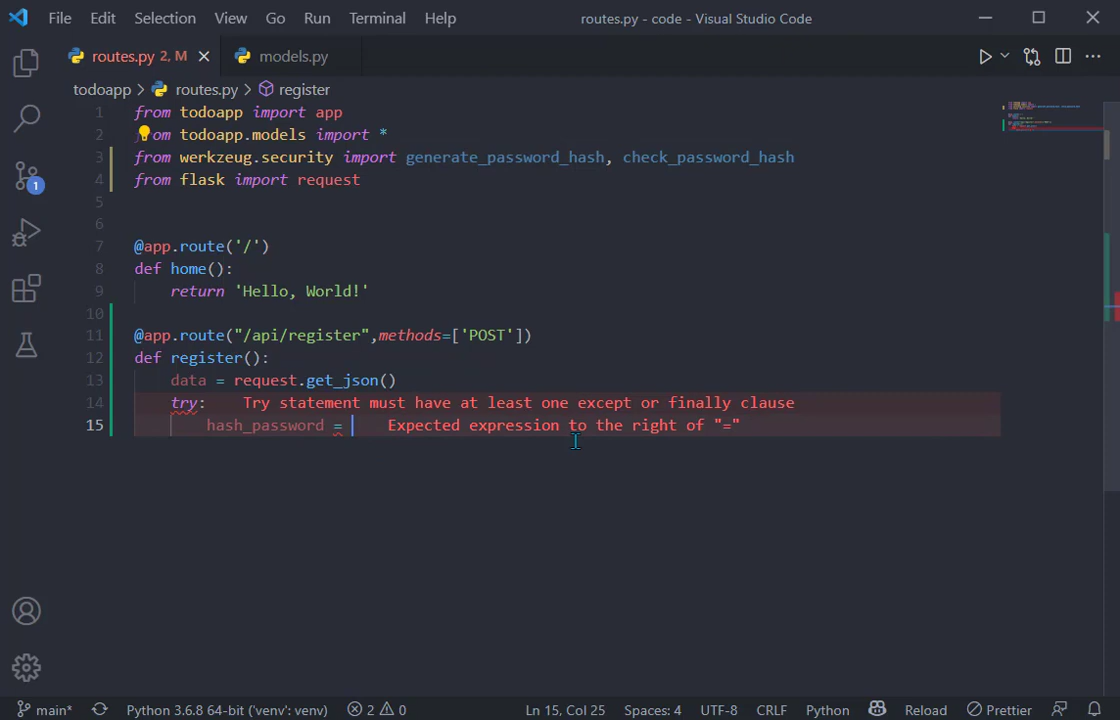 File Edit Selection View Go Run Terminal Help routes.py - code - Visual Studio Code
routes.py 2, M models.py
todoapp > routes.py > register
1 from todoapp import app
2 from todoapp.models import *
3 from werkzeug.security import generate_password_hash, check_password_hash
4 from flask import request
5
6
7 @app.route('/')
8 def home():
9 return 'Hello, World!'
10
11 @app.route("/api/register",methods=['POST'])
12 def register():
13 data = request.get_json()
14 try: Try statement must have at least one except or finally clause
15 hash_password = Expected expression to the right of "="
1
main* Python 3.6.8 64-bit ('venv': venv) 2 0 Ln 15, Col 25 Spaces: 4 UTF-8 CRLF Python Reload Prettier